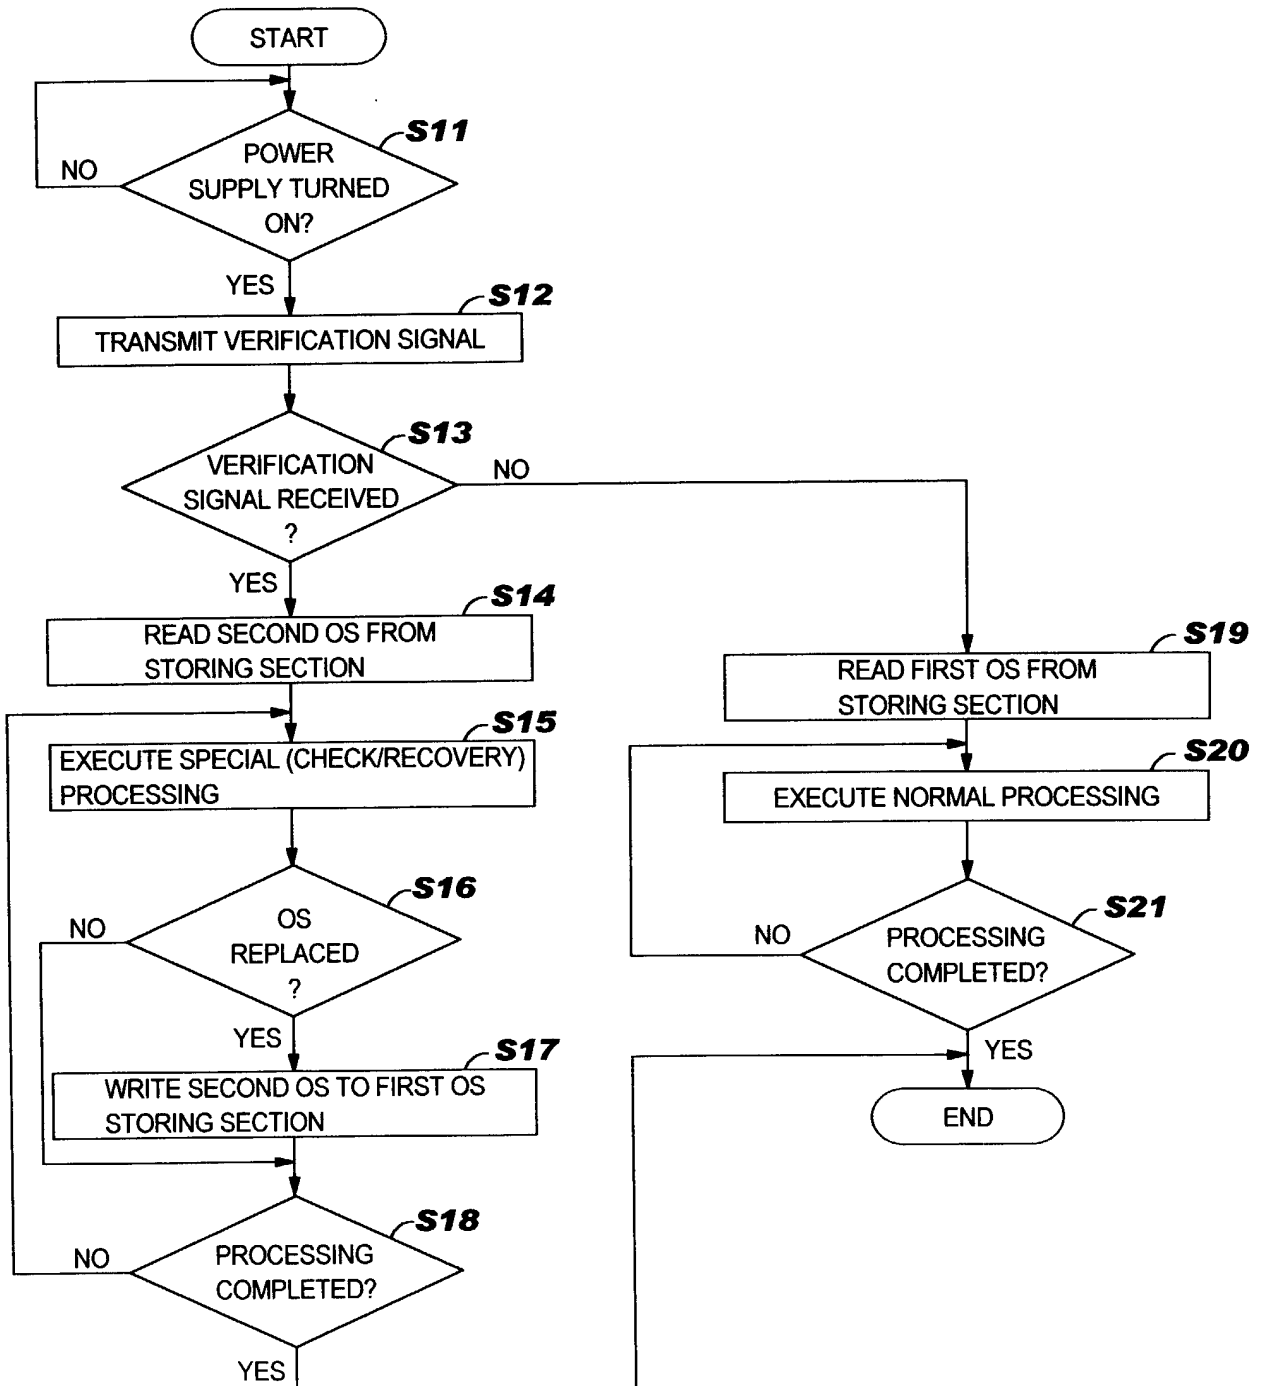 START
S11
NO
POWER
SUPPLY TURNED
ON?
YES
S12
TRANSMIT VERIFICATION SIGNAL
S13
VERIFICATION
SIGNAL RECEIVED
?
NO
YES
S14
READ SECOND OS FROM
STORING SECTION
S15
EXECUTE SPECIAL (CHECK/RECOVERY)
PROCESSING
S16
NO
OS
REPLACED
?
YES
S17
WRITE SECOND OS TO FIRST OS
STORING SECTION
S18
NO
PROCESSING
COMPLETED?
YES
S19
READ FIRST OS FROM
STORING SECTION
S20
EXECUTE NORMAL PROCESSING
S21
NO
PROCESSING
COMPLETED?
YES
END